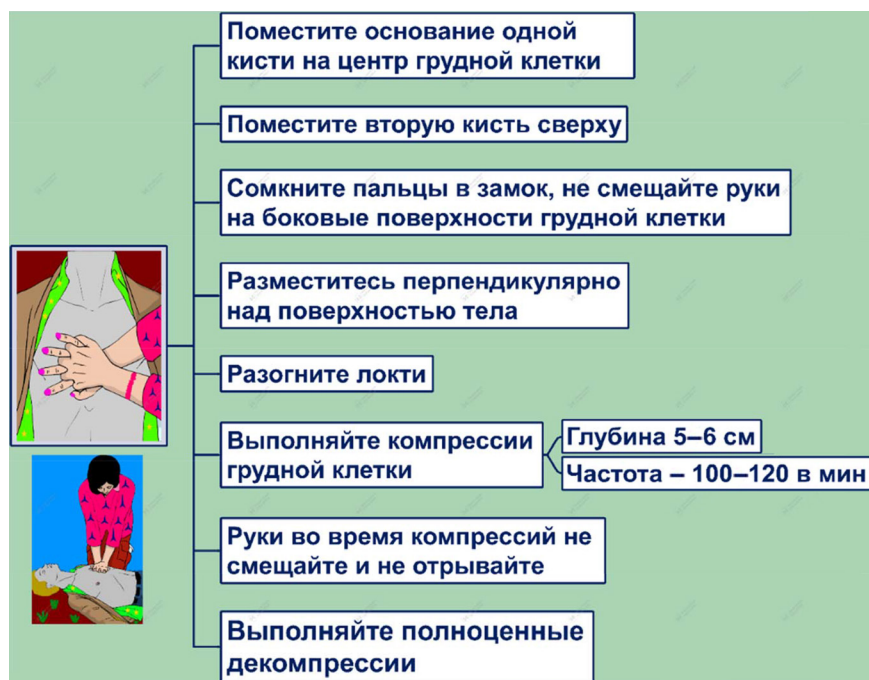 Поместите основание одной
кисти на центр грудной клетки
Поместите вторую кисть сверху
Сомкните пальцы в замок, не смещайте руки
на боковые поверхности грудной клетки
Разместитесь перпендикулярно
над поверхностью тела
Разогните локти
Выполняйте компрессии
грудной клетки
Глубина 5–6 см
Частота – 100–120 в мин
Руки во время компрессий не
смещайте и не отрывайте
Выполняйте полноценные
декомпрессии